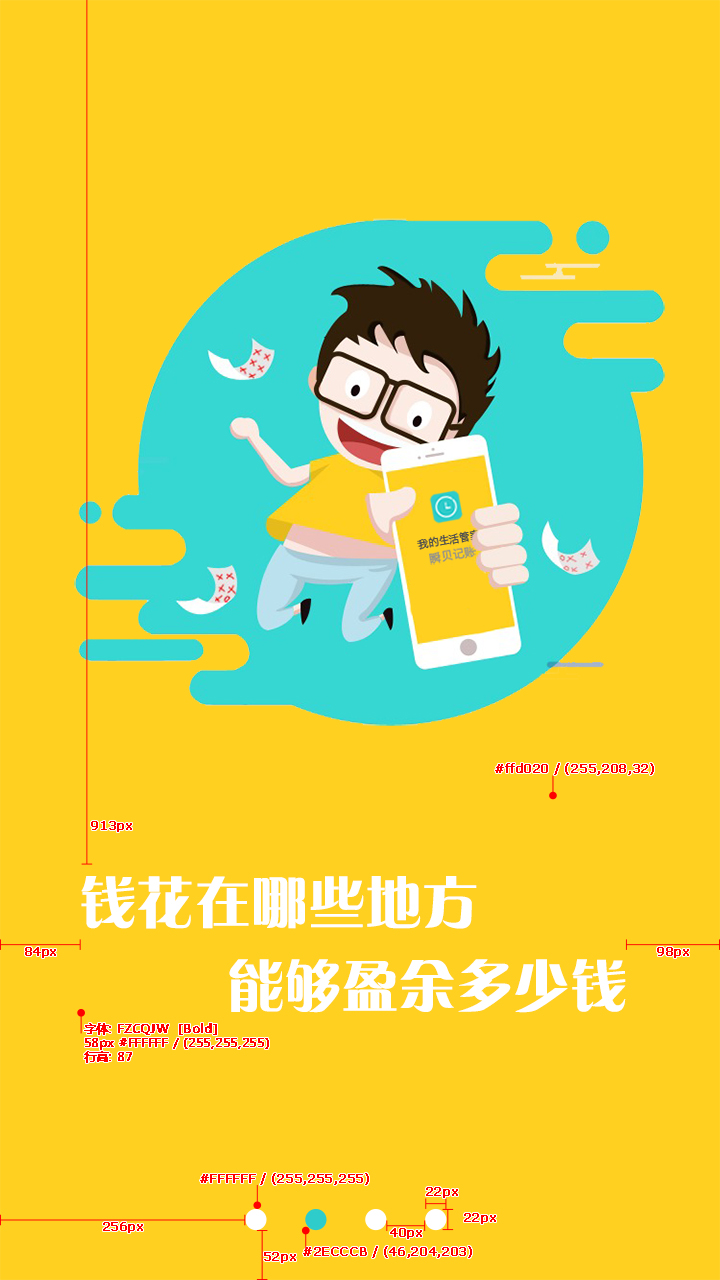 我的生活管
瞬贝记账
#ffd020 / (255,208,32)
913px
钱花在哪些地方
84px
98px
能够盈余多少钱
字体: FZCQJW [Bold]
58px #FFFFFF / (255,255,255)
行高: 87
#FFFFFF / (255,255,255)
22px
22px
256px
40px
52px
#2ECCCB / (46,204,203)